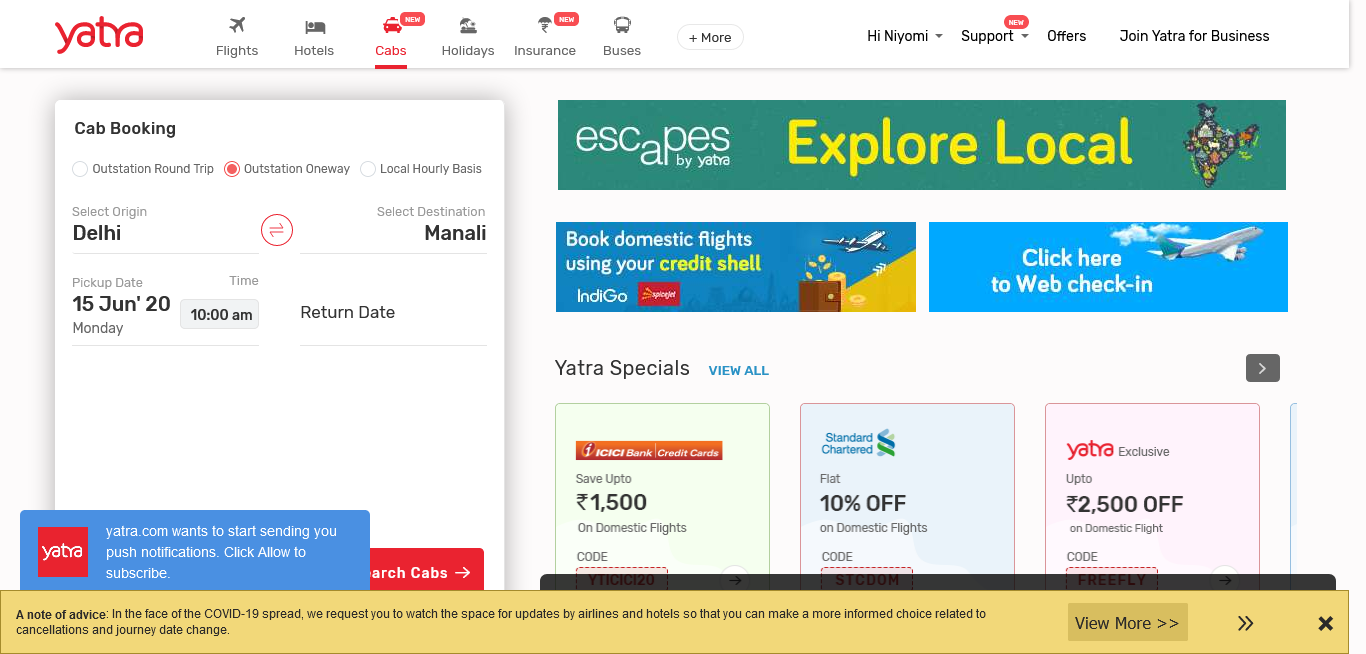 yatra
NEW NEW
Flights Hotels Cabs Holidays Insurance Buses + More
NEW
Hi Niyomi Support Offers Join Yatra for Business
Cab Booking
Outstation Round Trip Outstation Oneway Local Hourly Basis
Select Origin Select Destination
Delhi Manali
Pickup Date Time
15 Jun' 20 10:00 am Return Date
Monday
yatra
yatra.com wants to start sending you
push notifications. Click Allow to
subscribe.
arch Cabs
escapes
by yatra
Explore Local
Book domestic flights
using your credit shell
IndiGo spicejet
Click here
to Web check-in
Yatra Specials VIEW ALL
ICICI Bank Credit Cards
Save Upto
₹1,500
On Domestic Flights
CODE
YTICICI20
Standard
Chartered
Flat
10% OFF
on Domestic Flights
CODE
STCDOM
yatra Exclusive
Upto
₹2,500 OFF
on Domestic Flight
CODE
FREEFLY
A note of advice: In the face of the COVID-19 spread, we request you to watch the space for updates by airlines and hotels so that you can make a more informed choice related to
cancellations and journey date change.
View More >>